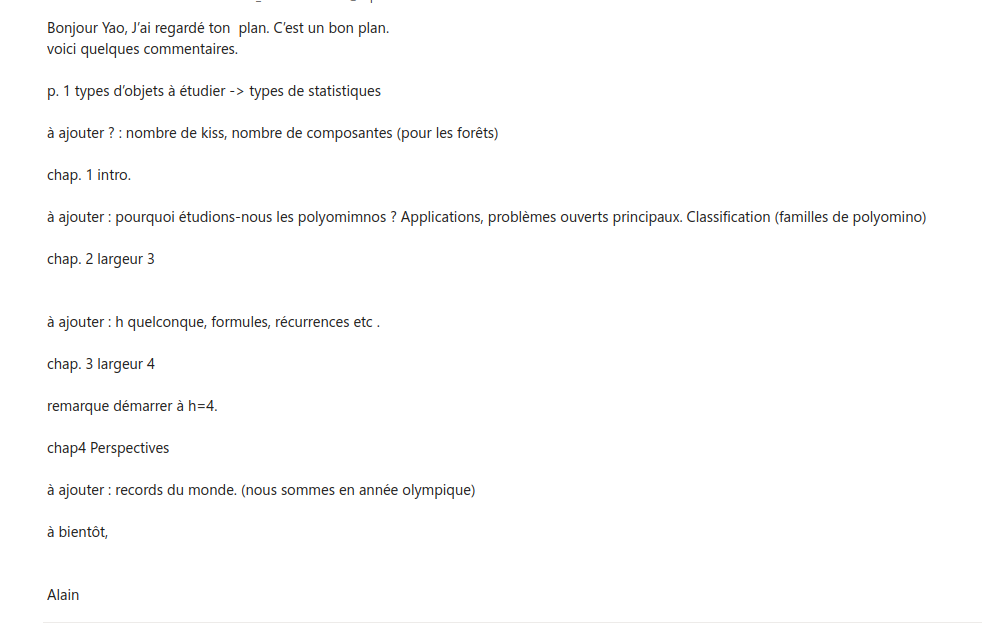 Bonjour Yao, J’ai regardé ton  plan. C’est un bon plan.
voici quelques commentaires.
p. 1 types d’objets à étudier -> types de statistiques
à ajouter ? : nombre de kiss, nombre de composantes (pour les forêts)
chap. 1 intro.
à ajouter : pourquoi étudions-nous les polyomimnos ? Applications, problèmes ouverts principaux. Classification (familles de polyomino)
chap. 2 largeur 3
à ajouter : h quelconque, formules, récurrences etc .
chap. 3 largeur 4
remarque démarrer à h=4.
chap4 Perspectives
à ajouter : records du monde. (nous sommes en année olympique)
à bientôt,
Alain